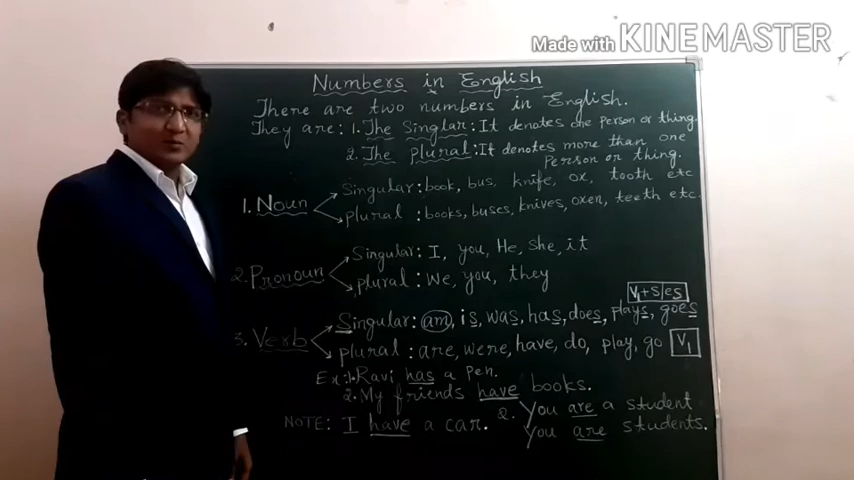 Made with KINEMASTER
Numbers in English
There are two numbers in English.
They are: 1. The Singlar: It denotes one person or thing.
2. The plural: It denotes more than one
Person or thing.
1. Noun
Singular: book, bus, knife, ox, tooth etc
plural: books, buses, knives, oxen, teeth etc.
2. Pronoun
Singular: I, you, He, she, it
plural: We, you, they
V1+s/es
3. Verb
Singular: am, is, was, has, does, plays, goes
plural: are, were, have, do, play, go V1
Ex: 1. Ravi has a pen.
2. My friends have books.
NOTE: I have a car. 2. You are a student
You are students.